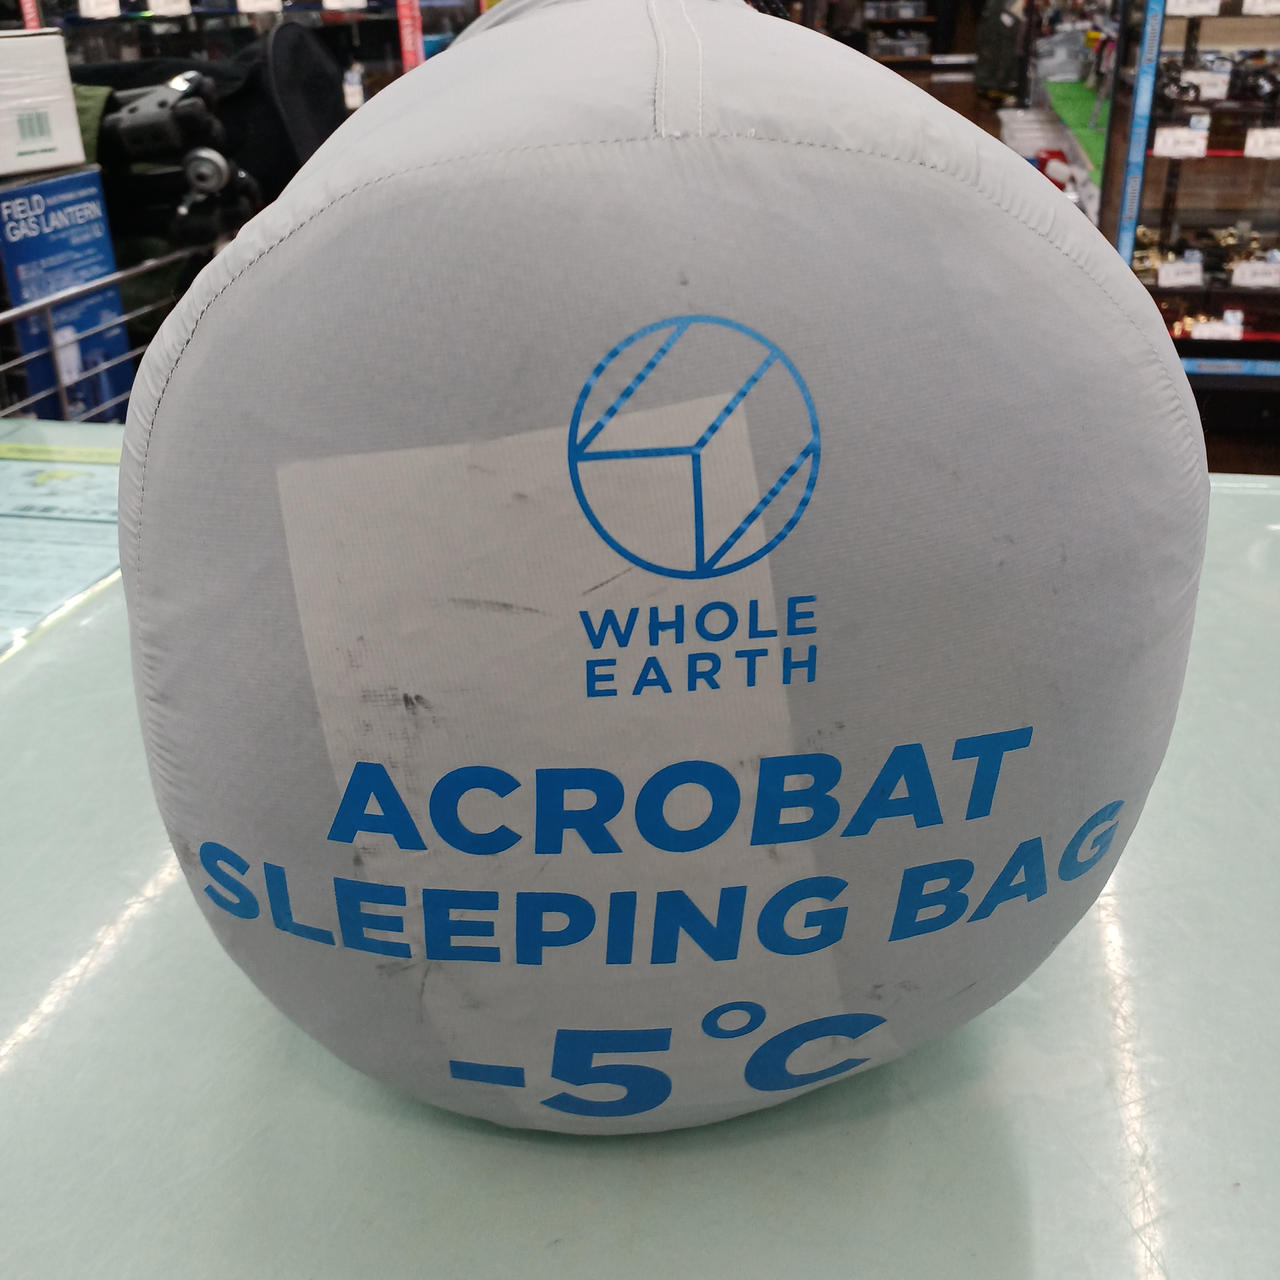 FIELD
GAS LANTERN
WHOLE
EARTH
ACROBAT
SLEEPING BAG
-5°C